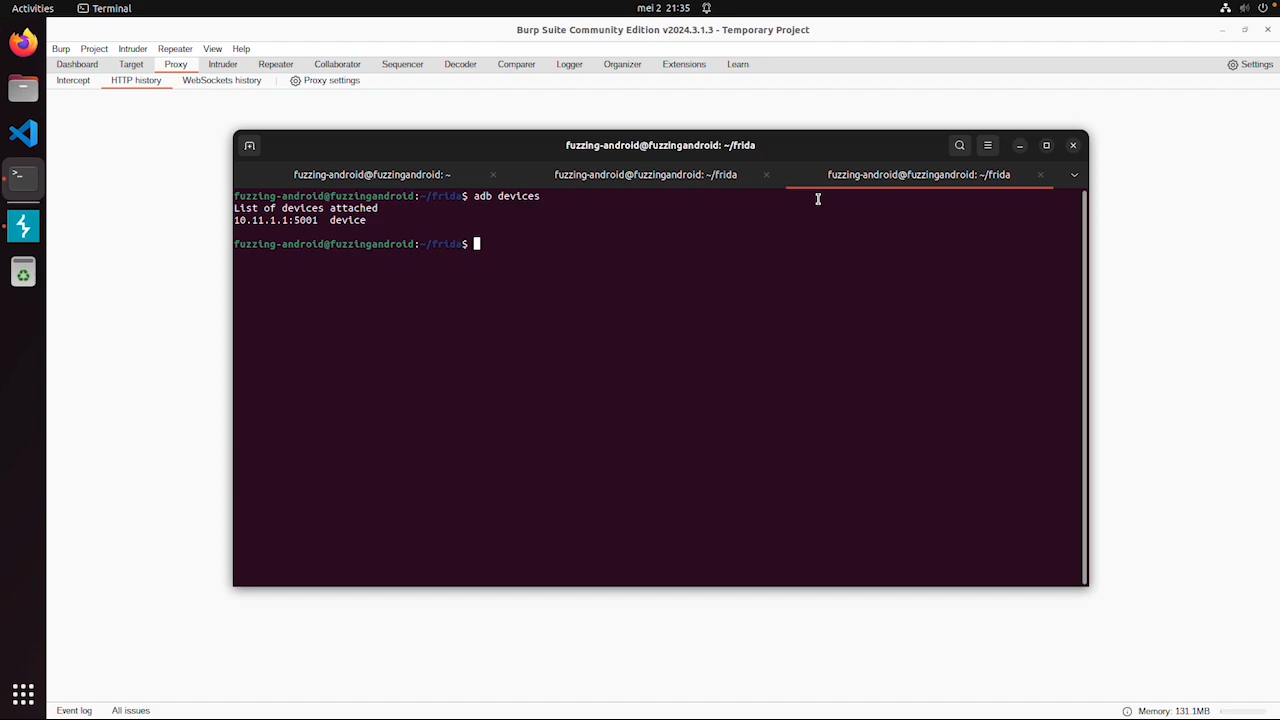 Activities Terminal mei 2 21:35
Burp Suite Community Edition v2024.3.1.3 - Temporary Project
Burp Project Intruder Repeater View Help
Dashboard Target Proxy Intruder Repeater Collaborator Sequencer Decoder Comparer Logger Organizer Extensions Learn Settings
Intercept HTTP history WebSockets history Proxy settings
fuzzing-android@fuzzingandroid: ~/frida
fuzzing-android@fuzzingandroid: ~ fuzzing-android@fuzzingandroid: ~/frida fuzzing-android@fuzzingandroid: ~/frida
fuzzing-android@fuzzingandroid:~/frida$ adb devices
List of devices attached
10.11.1.1:5001 device
fuzzing-android@fuzzingandroid:~/frida$
Event log All issues Memory: 131.1MB